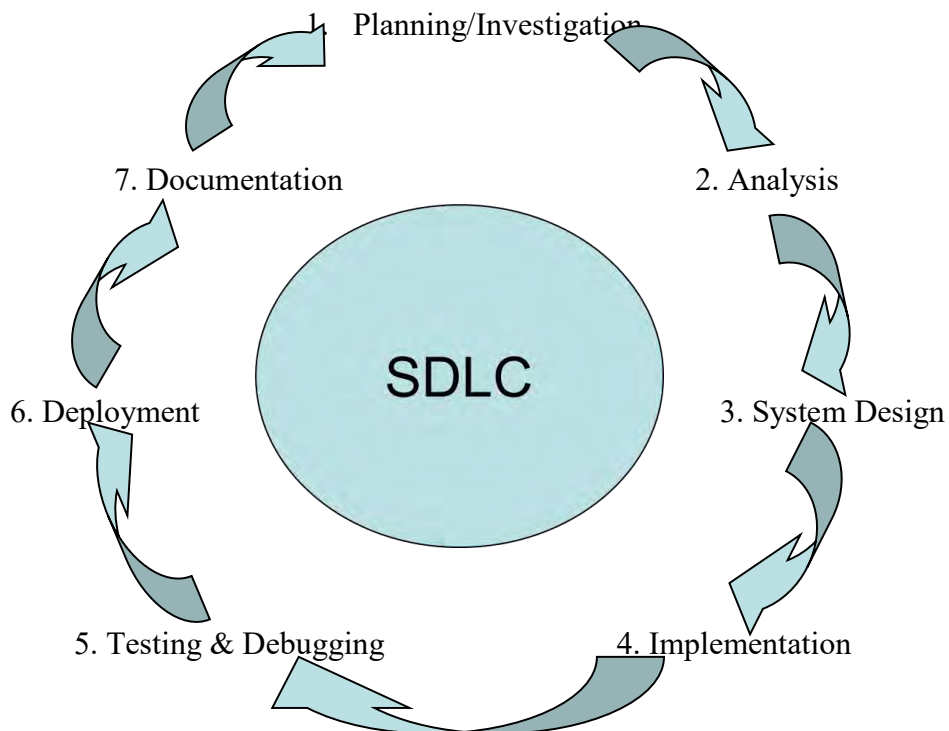 1. Planning/Investigation
2. Analysis
3. System Design
4. Implementation
5. Testing & Debugging
6. Deployment
7. Documentation
SDLC